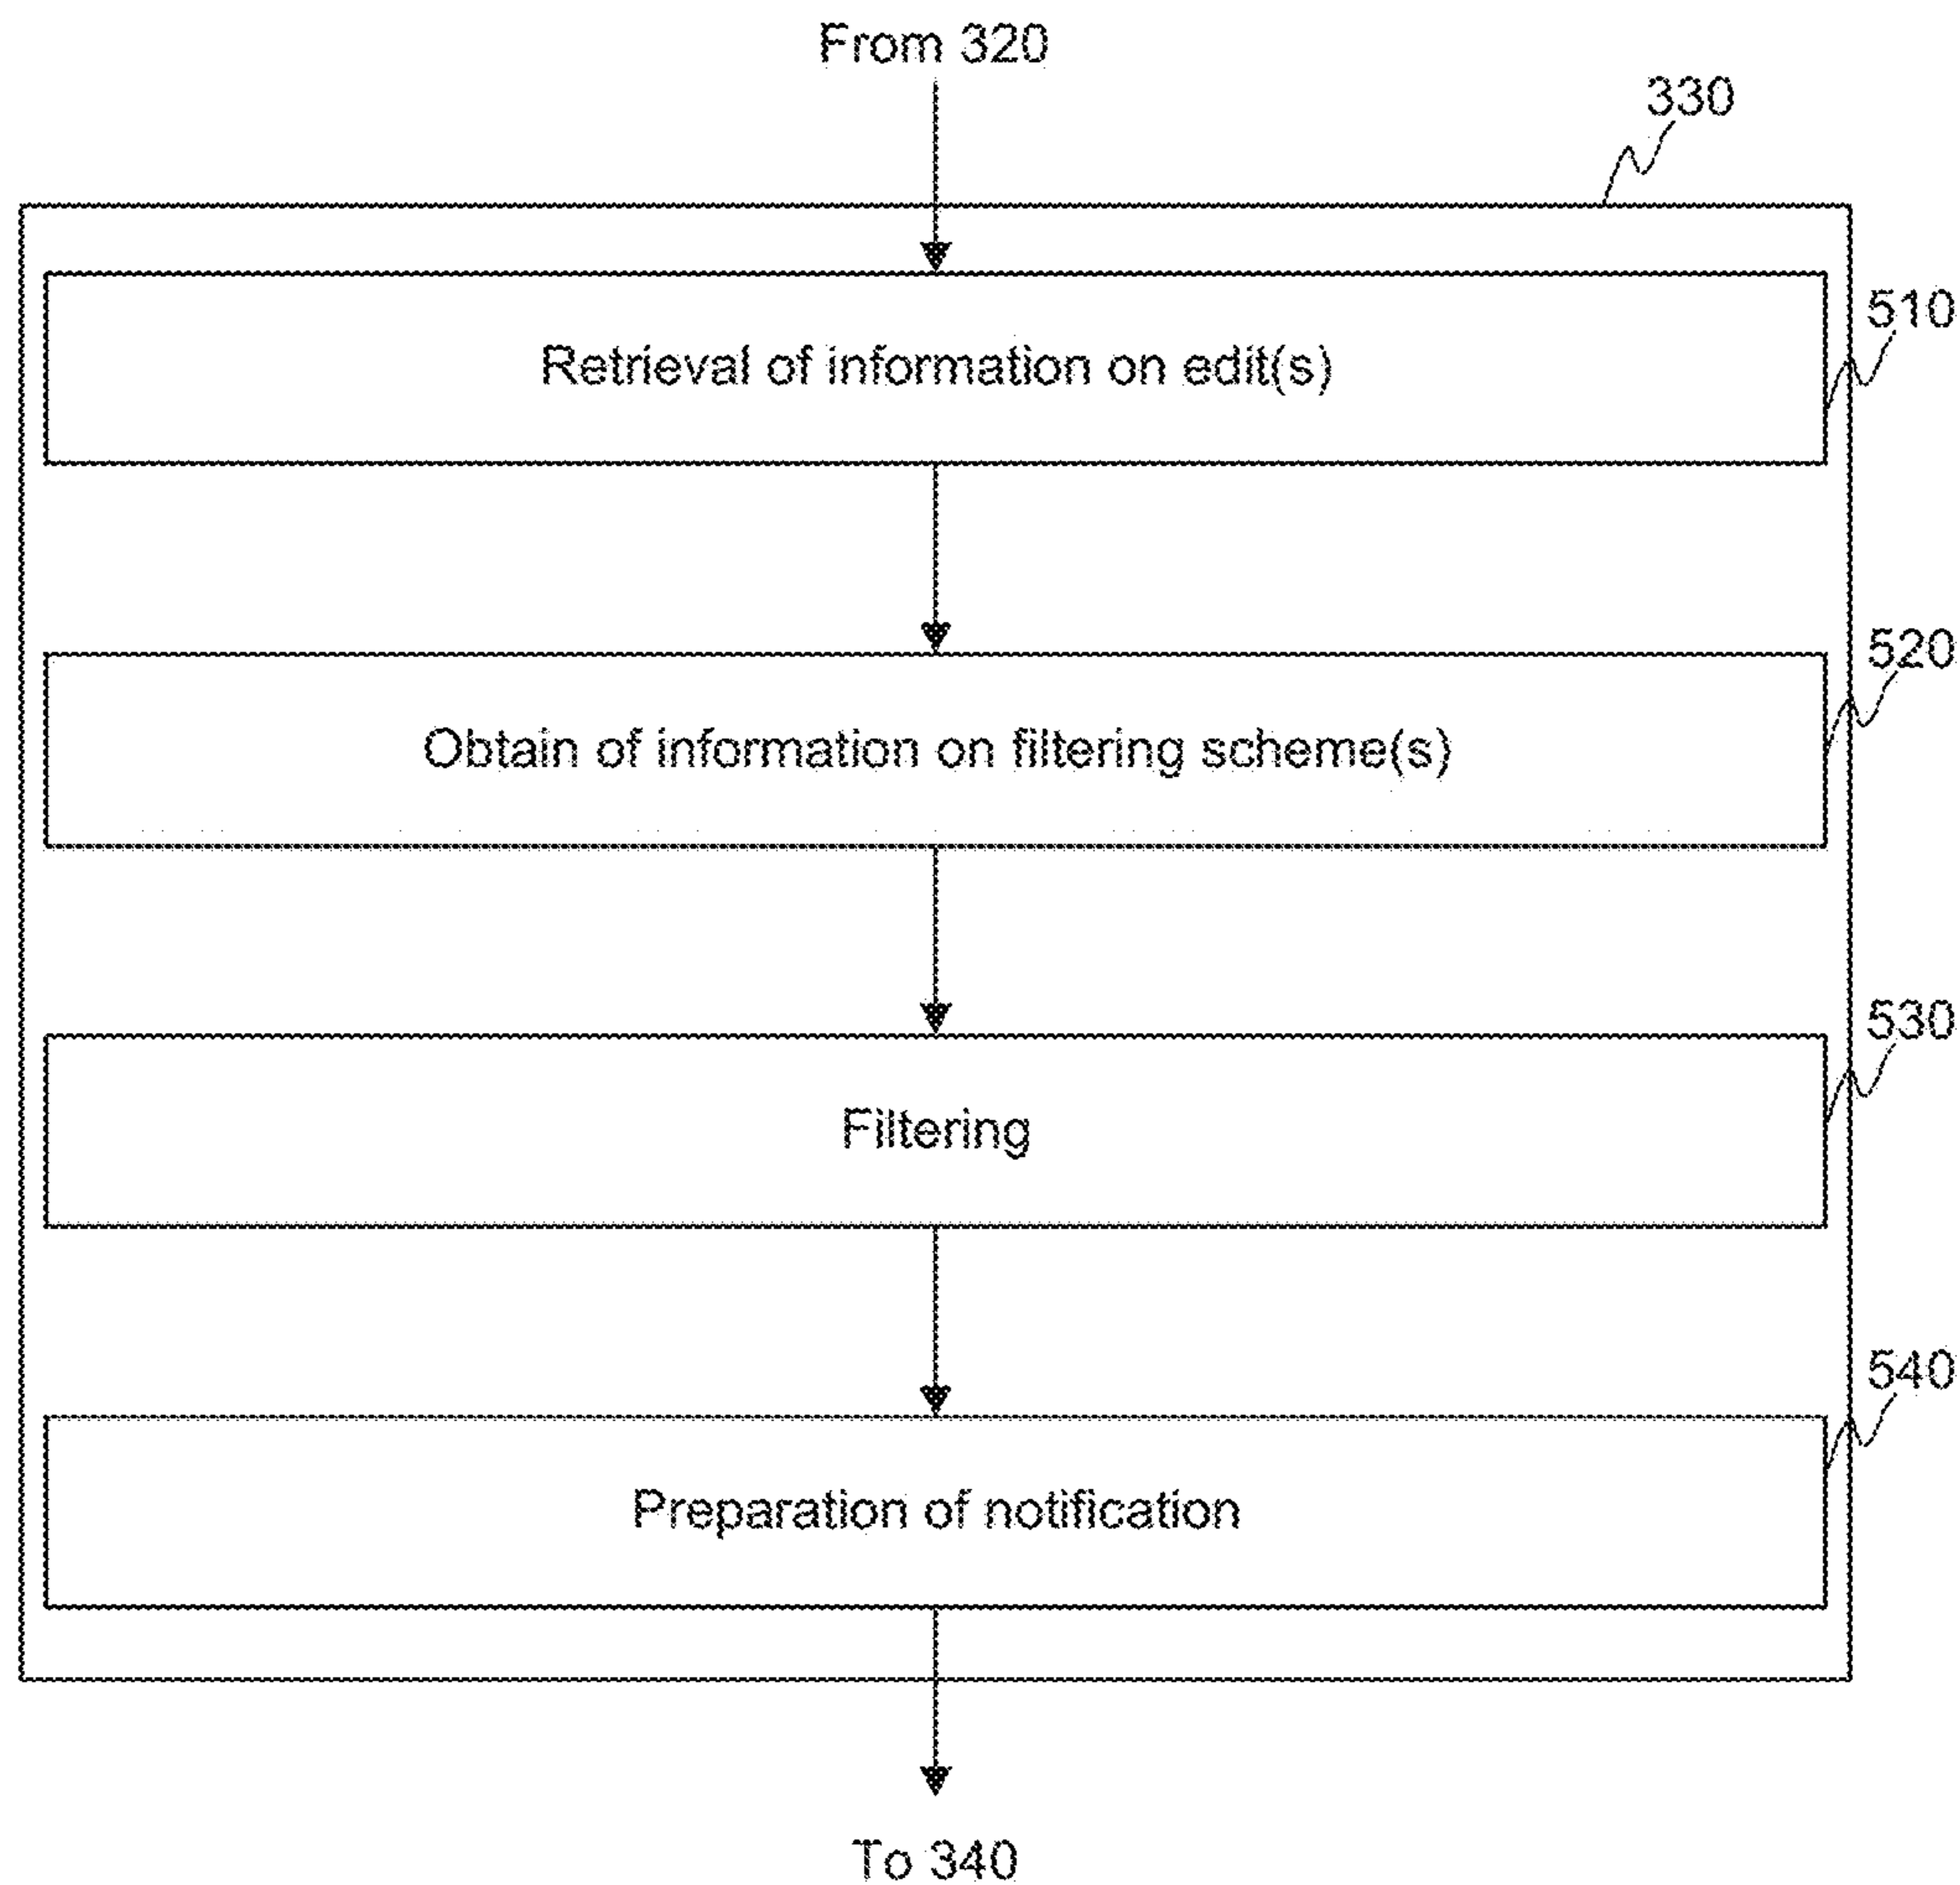 From 320
330
510
Retrieval of information on edit(s)
520
Obtain of information on filtering scheme(s)
530
Filtering
540
Preparation of notification
To 340